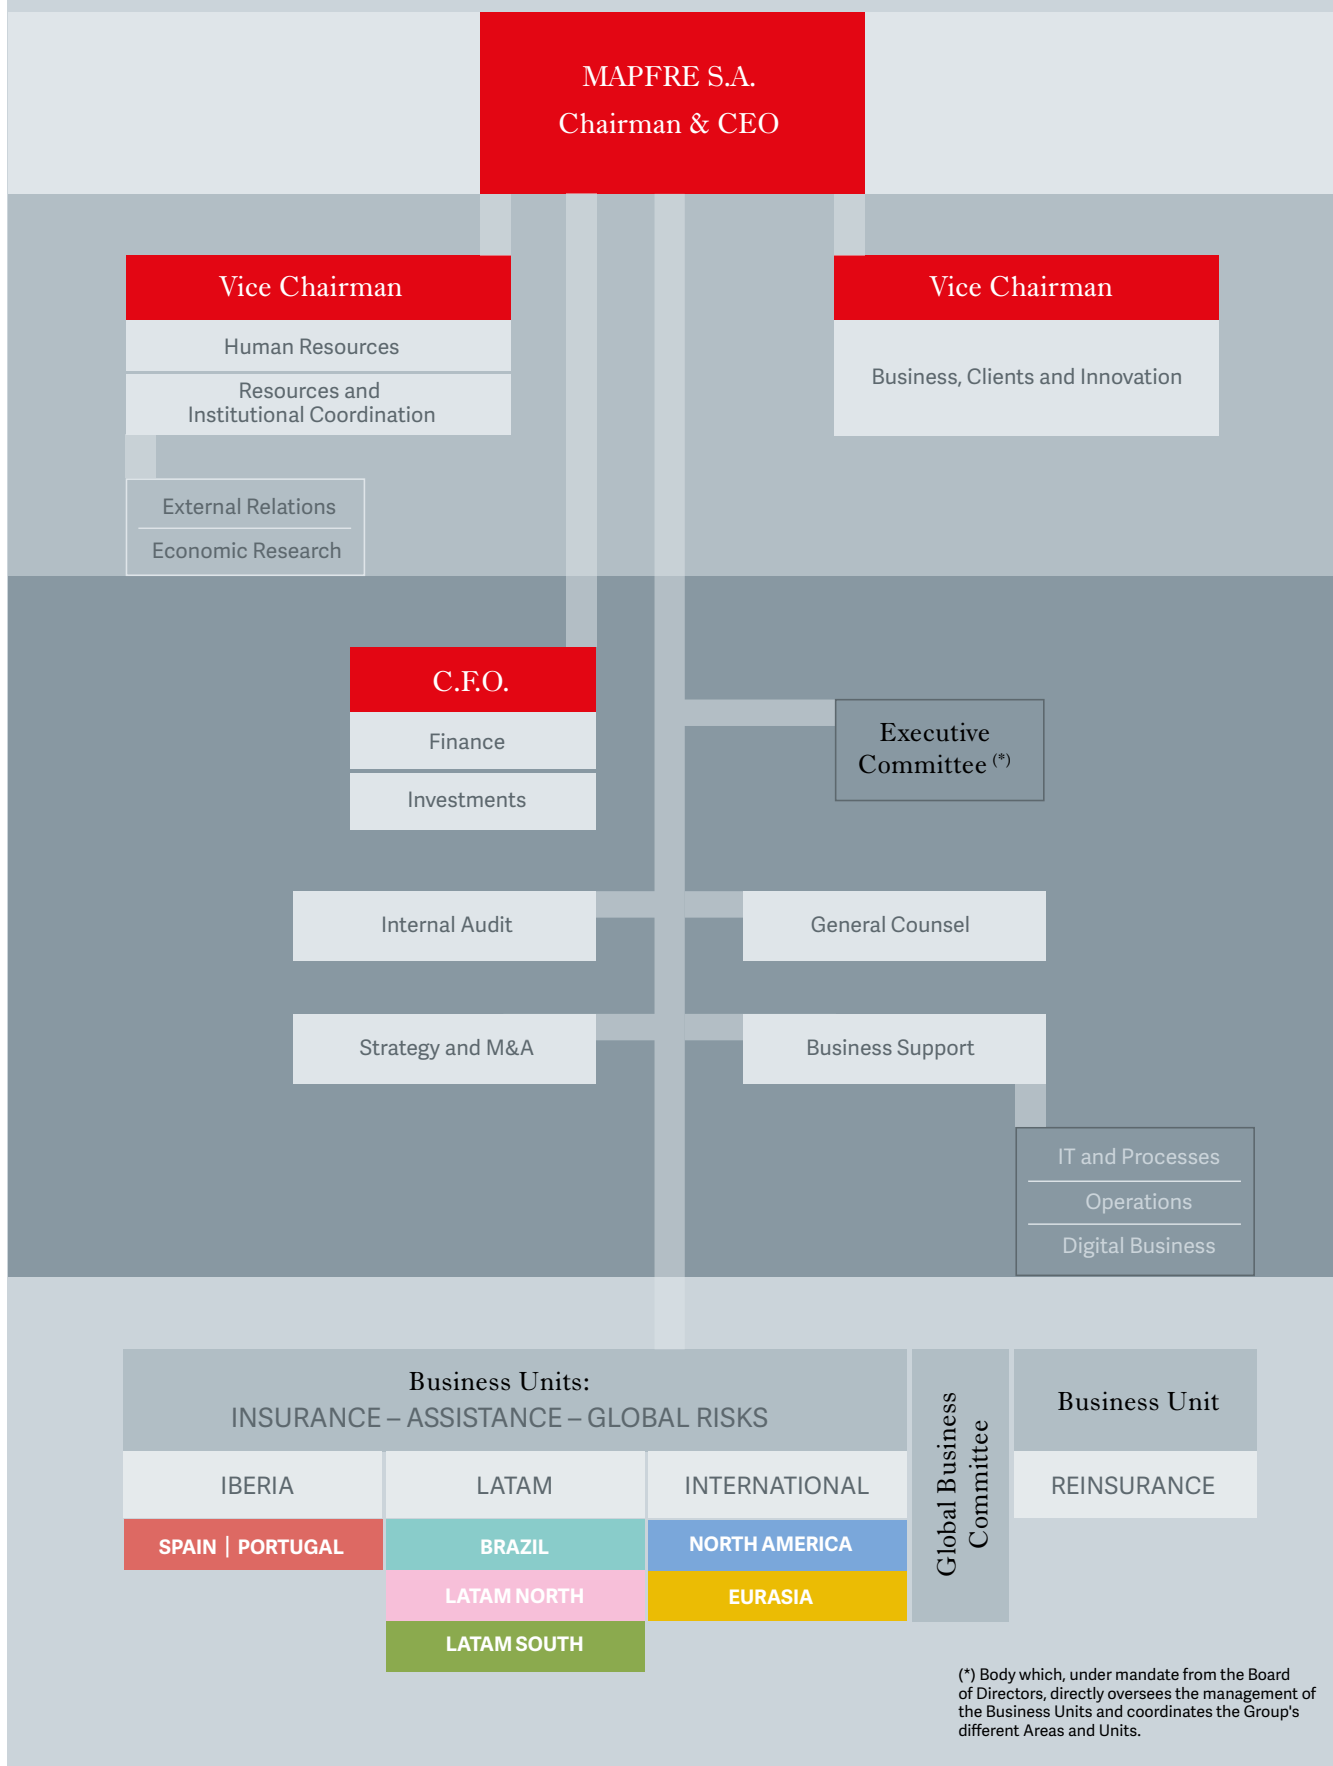 MAPFRE S.A.
Chairman & CEO
Vice Chairman
Human Resources
Resources and
Institutional Coordination
External Relations
Economic Research
Vice Chairman
Business, Clients and Innovation
C.F.O.
Finance
Investments
Executive
Committee (*)
Internal Audit
General Counsel
Strategy and M&A
Business Support
IT and Processes
Operations
Digital Business
Business Units:
INSURANCE – ASSISTANCE – GLOBAL RISKS
IBERIA
SPAIN | PORTUGAL
LATAM
BRAZIL
LATAM NORTH
LATAM SOUTH
INTERNATIONAL
NORTH AMERICA
EURASIA
Global Business
Committee
Business Unit
REINSURANCE
(*) Body which, under mandate from the Board
of Directors, directly oversees the management of
the Business Units and coordinates the Group's
different Areas and Units.